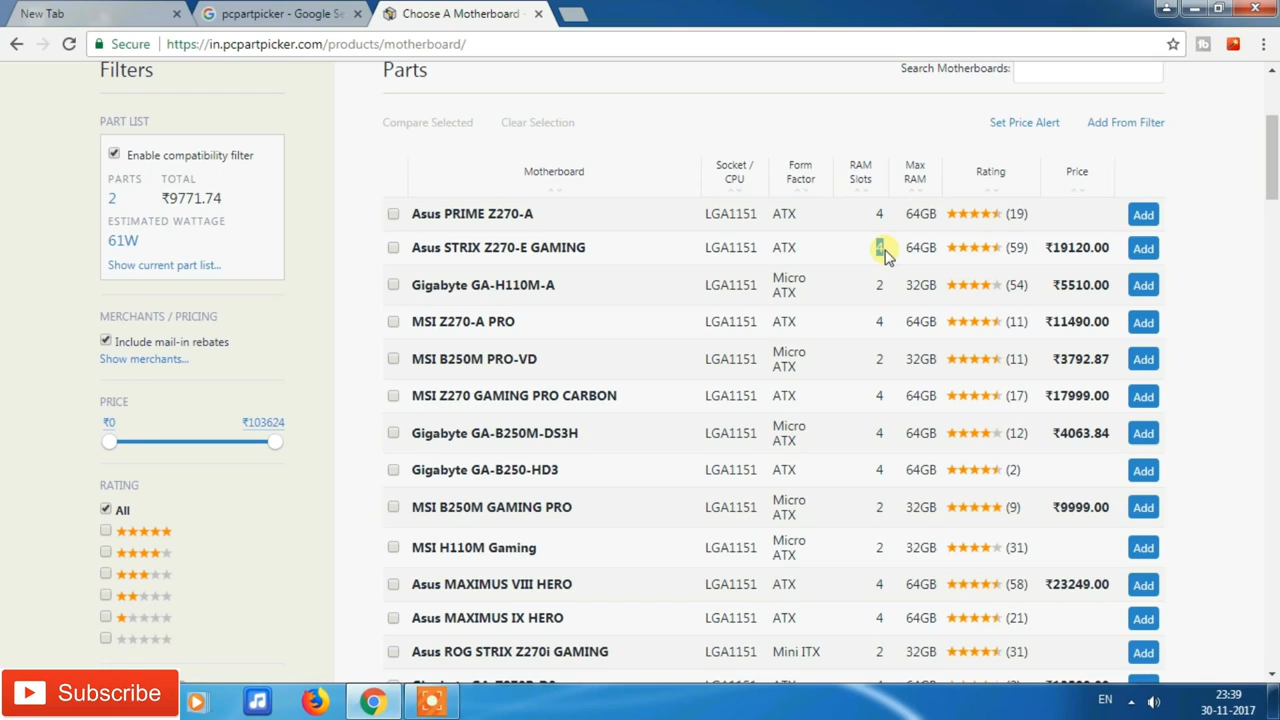 New Tab
pcpartpicker - Google Se
Choose A Motherboard -
Secure https://in.pcpartpicker.com/products/motherboard/
Filters
PART LIST
Enable compatibility filter
PARTS TOTAL
2 ₹9771.74
ESTIMATED WATTAGE
61W
Show current part list...
MERCHANTS / PRICING
Include mail-in rebates
Show merchants...
PRICE
₹0 ₹103624
RATING
All
Parts
Search Motherboards:
Compare Selected Clear Selection Set Price Alert Add From Filter
Motherboard Socket / CPU Form Factor RAM Slots Max RAM Rating Price
Asus PRIME Z270-A LGA1151 ATX 4 64GB (19) Add
Asus STRIX Z270-E GAMING LGA1151 ATX 4 64GB (59) ₹19120.00 Add
Gigabyte GA-H110M-A LGA1151 Micro ATX 2 32GB (54) ₹5510.00 Add
MSI Z270-A PRO LGA1151 ATX 4 64GB (11) ₹11490.00 Add
MSI B250M PRO-VD LGA1151 Micro ATX 2 32GB (11) ₹3792.87 Add
MSI Z270 GAMING PRO CARBON LGA1151 ATX 4 64GB (17) ₹17999.00 Add
Gigabyte GA-B250M-DS3H LGA1151 Micro ATX 4 64GB (12) ₹4063.84 Add
Gigabyte GA-B250-HD3 LGA1151 ATX 4 64GB (2) Add
MSI B250M GAMING PRO LGA1151 Micro ATX 2 32GB (9) ₹9999.00 Add
MSI H110M Gaming LGA1151 Micro ATX 2 32GB (31) Add
Asus MAXIMUS VIII HERO LGA1151 ATX 4 64GB (58) ₹23249.00 Add
Asus MAXIMUS IX HERO LGA1151 ATX 4 64GB (21) Add
Asus ROG STRIX Z270i GAMING LGA1151 Mini ITX 2 32GB (31) Add
Subscribe
EN
23:39
30-11-2017